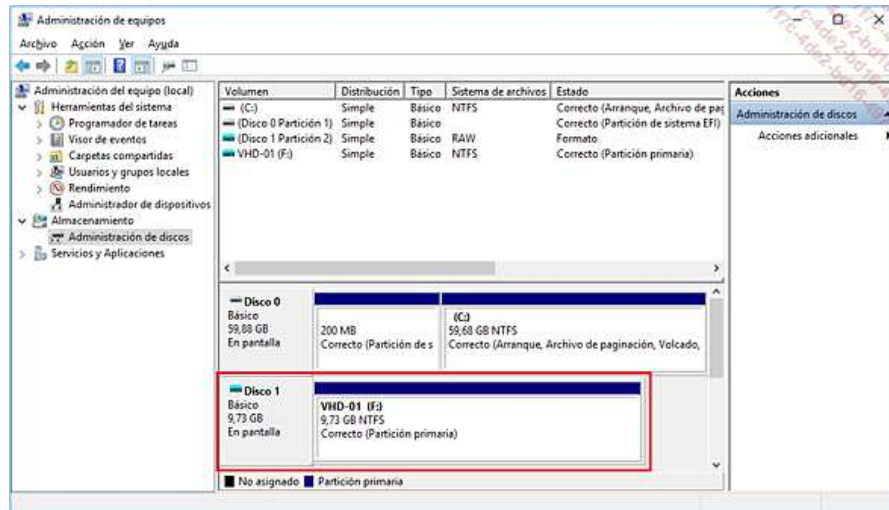 Administración de equipos
Archivo Acción Ver Ayuda
Administración del equipo (local)
Herramientas del sistema
Programador de tareas
Visor de eventos
Carpetas compartidas
Usuarios y grupos locales
Rendimiento
Administrador de dispositivos
Almacenamiento
Administración de discos
Servicios y Aplicaciones
Volumen Distribución Tipo Sistema de archivos Estado
(C:) Simple Básico NTFS Correcto (Arranque, Archivo de pag
(Disco 0 Partición 1) Simple Básico Correcto (Partición de sistema EFI)
(Disco 1 Partición 2) Simple Básico RAW Formato
VHD-01 (F:) Simple Básico NTFS Correcto (Partición primaria)
Acciones
Administración de discos
Acciones adicionales
Disco 0
Básico
59,88 GB
En pantalla
200 MB
Correcto (Partición de s
(C:)
59,68 GB NTFS
Correcto (Arranque, Archivo de paginación, Volcado,
Disco 1
Básico
9,73 GB
En pantalla
VHD-01 (F:)
9,73 GB NTFS
Correcto (Partición primaria)
No asignado Partición primaria